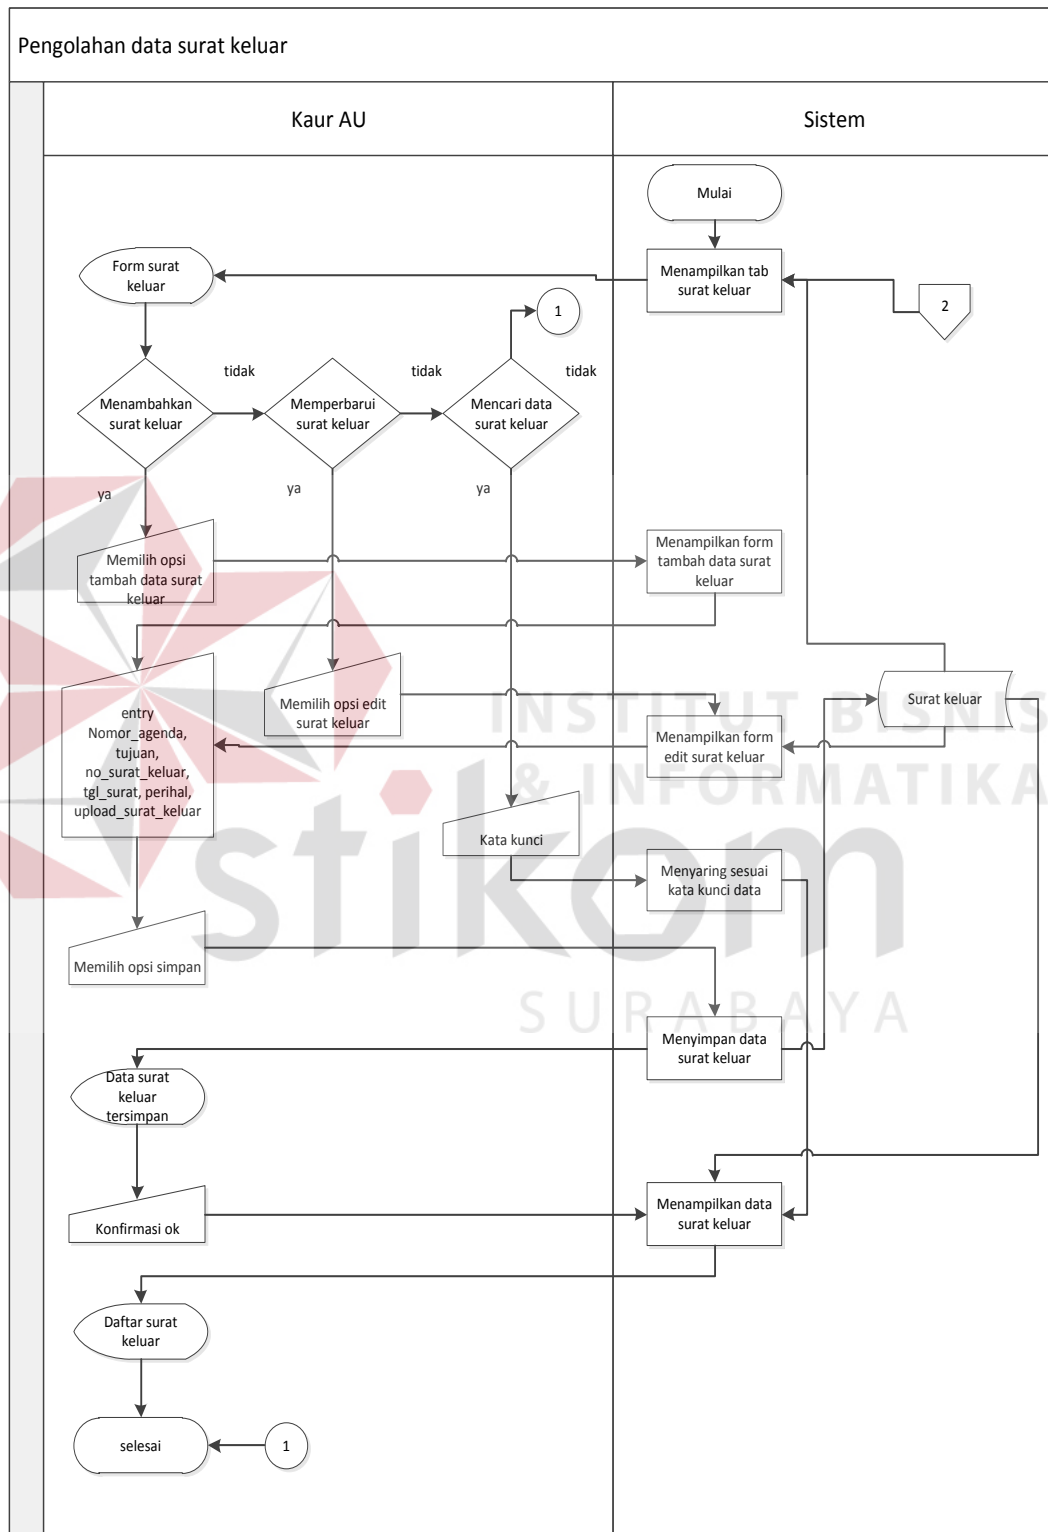 Pengolahan data surat keluar
Kaur AU
Sistem
Mulai
Form surat
keluar
Menampilkan tab
surat keluar
2
1
tidak
tidak
tidak
Menambahkan
surat keluar
Memperbarui
surat keluar
Mencari data
surat keluar
ya
ya
ya
Memilih opsi
tambah data surat
keluar
Menampilkan form
tambah data surat
keluar
entry
Nomor_agenda,
tujuan,
no_surat_keluar,
tgl_surat, perihal,
upload_surat_keluar
Memilih opsi edit
surat keluar
Surat keluar
Menampilkan form
edit surat keluar
INSTITUT BISNIS
& INFORMATIKA
stikom
SURABAYA
Kata kunci
Menyaring sesuai
kata kunci data
Memilih opsi simpan
Menyimpan data
surat keluar
Data surat
keluar
tersimpan
Konfirmasi ok
Menampilkan data
surat keluar
Daftar surat
keluar
selesai
1